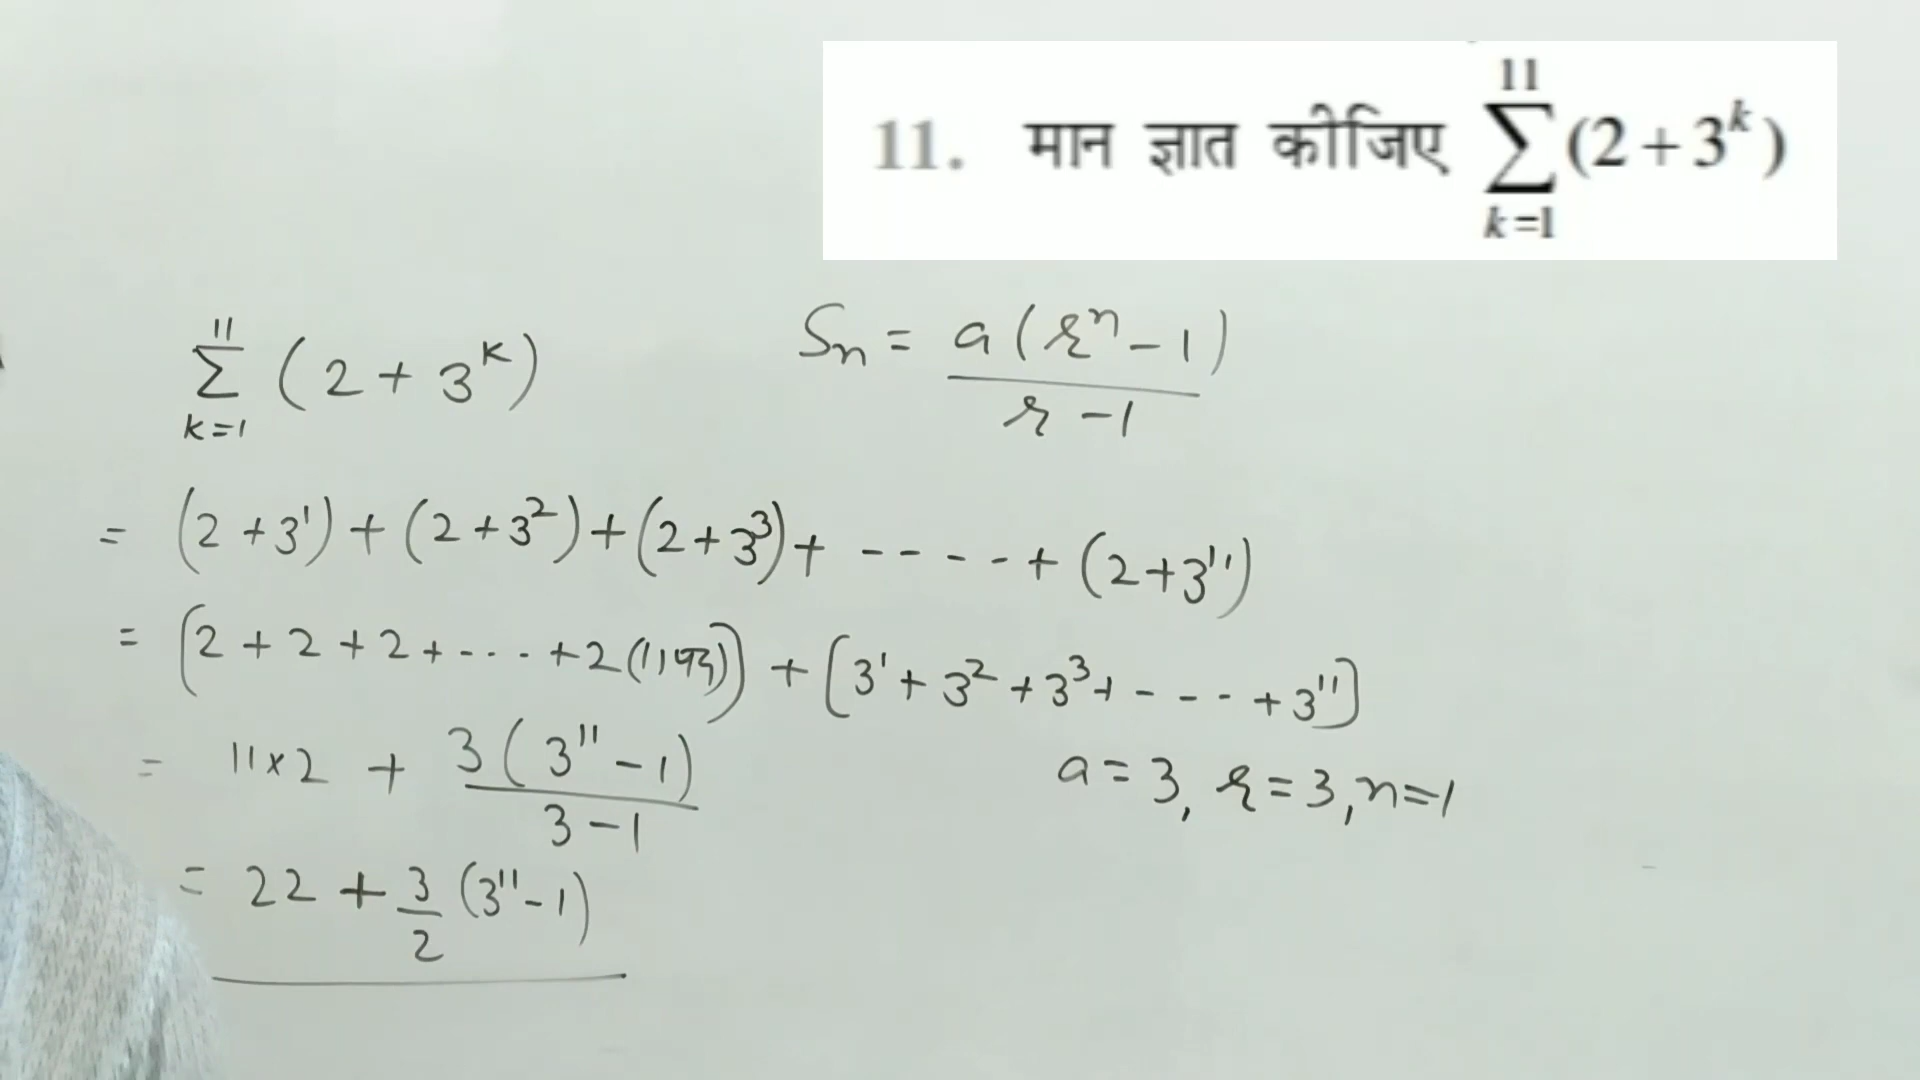 11. मान ज्ञात कीजिए \sum_{k=1}^{11} (2+3^k)
\sum_{k=1}^{11} (2+3^k)
S_n = \frac{a(r^n-1)}{r-1}
= (2+3^1)+(2+3^2)+(2+3^3)+----+(2+3^{11})
= (2+2+2+...+2(11बार))+[3^1+3^2+3^3+----+3^{11}]
= 11×2 + \frac{3(3^{11}-1)}{3-1}
a=3, r=3, n=1
= 22 + \frac{3}{2}(3^{11}-1)